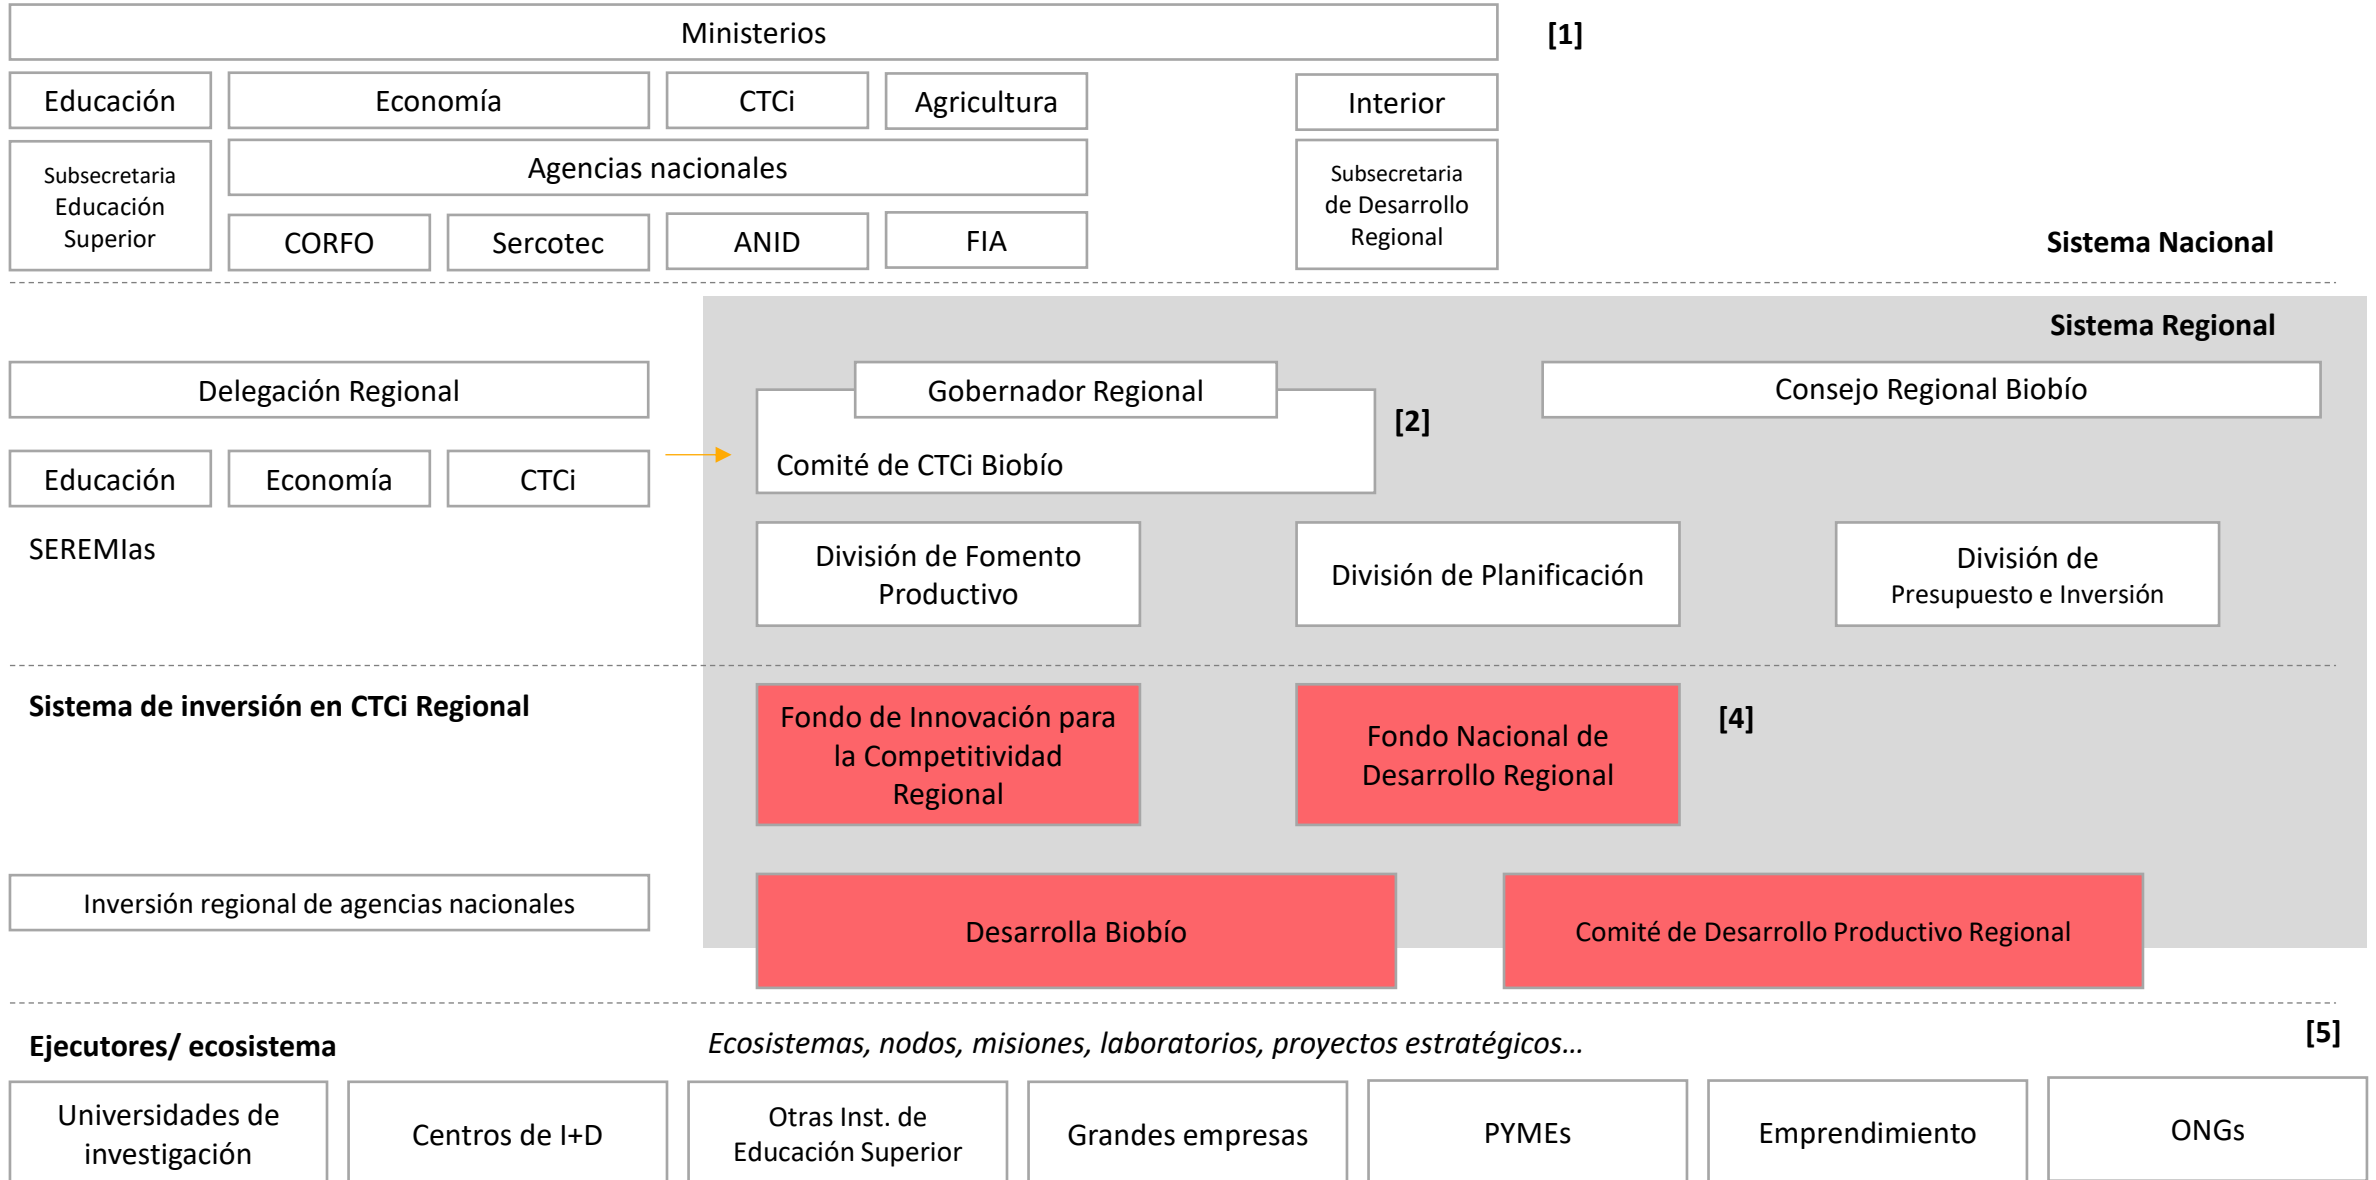 Ministerios
[1]
Educación
Economía
CTCi
Agricultura
Interior
Subsecretaria
Educación
Superior
Agencias nacionales
Subsecretaria
de Desarrollo
Regional
CORFO
Sercotec
ANID
FIA
Sistema Nacional
Sistema Regional
Delegación Regional
Gobernador Regional
Consejo Regional Biobío
[2]
Comité de CTCi Biobío
Educación
Economía
CTCi
SEREMIas
División de Fomento
Productivo
División de Planificación
División de
Presupuesto e Inversión
Sistema de inversión en CTCi Regional
Fondo de Innovación para
la Competitividad
Regional
Fondo Nacional de
Desarrollo Regional
[4]
Inversión regional de agencias nacionales
Desarrolla Biobío
Comité de Desarrollo Productivo Regional
Ejecutores/ ecosistema
Ecosistemas, nodos, misiones, laboratorios, proyectos estratégicos…
[5]
Universidades de
investigación
Centros de I+D
Otras Inst. de
Educación Superior
Grandes empresas
PYMEs
Emprendimiento
ONGs